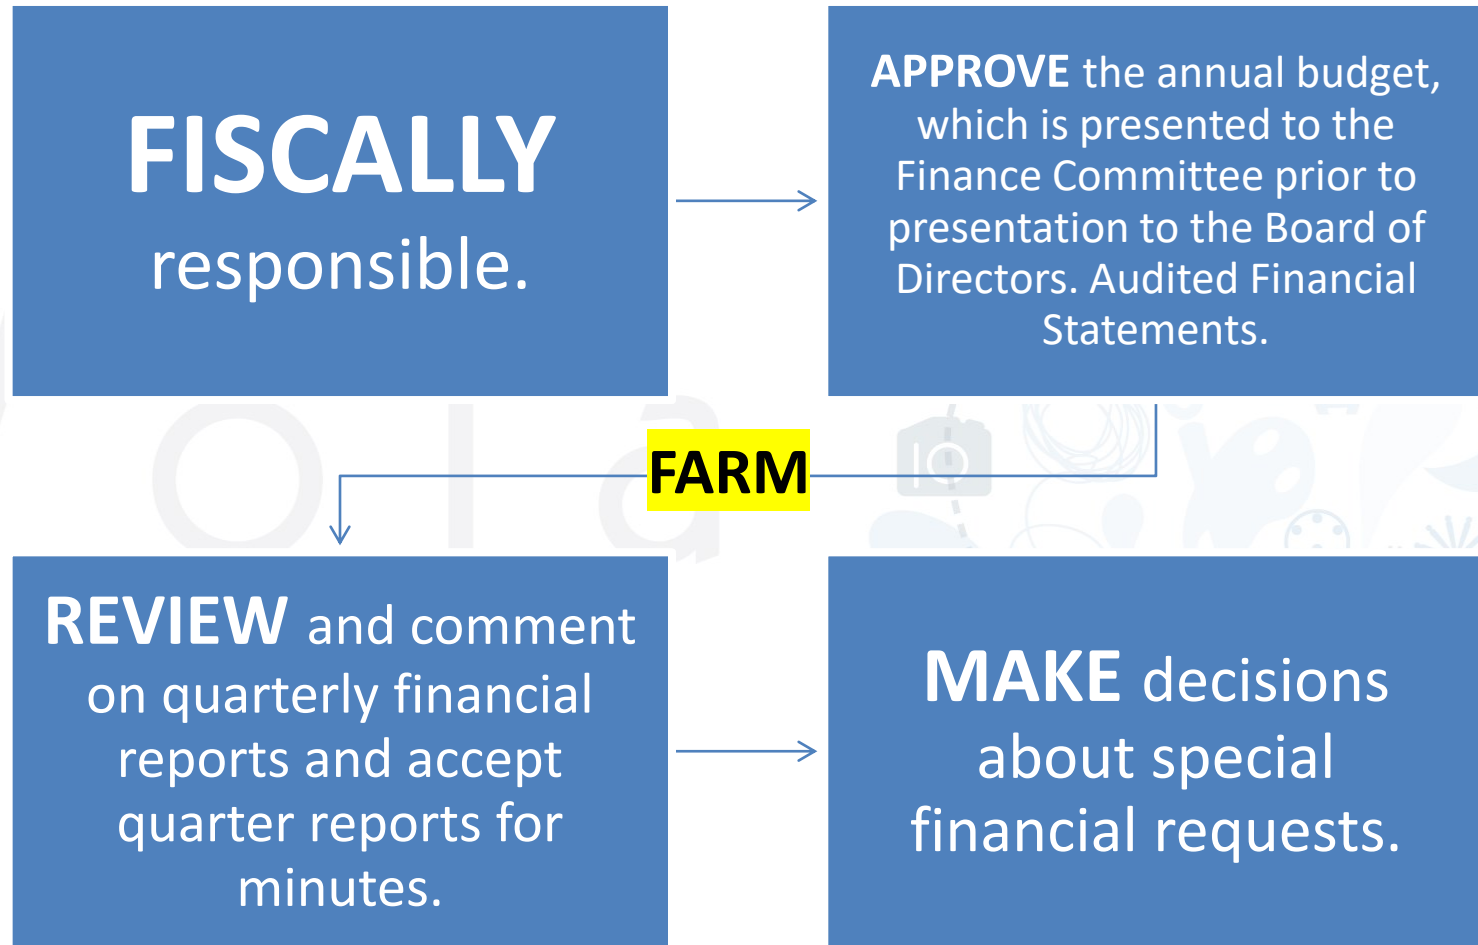 FISCALLY
responsible.
APPROVE the annual budget,
which is presented to the
Finance Committee prior to
presentation to the Board of
Directors. Audited Financial
Statements.
FARM
REVIEW and comment
on quarterly financial
reports and accept
quarter reports for
minutes.
MAKE decisions
about special
financial requests.